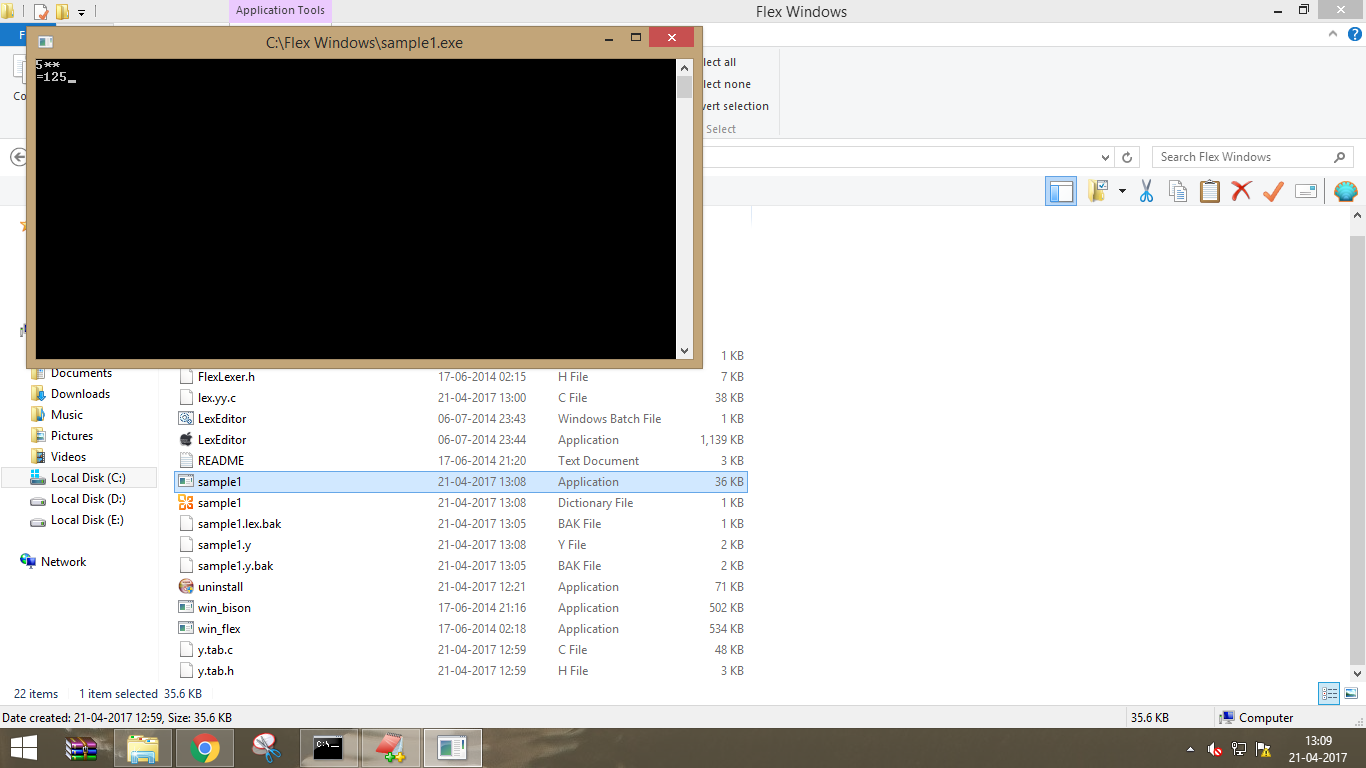 Application Tools
Flex Windows
F
C:\Flex Windows\sample1.exe
5**
=125_
lect all
lect none
vert selection
Select
Co
Search Flex Windows
1 KB
Documents
FlexLexer.h 17-06-2014 02:15 H File 7 KB
Downloads
lex.yy.c 21-04-2017 13:00 C File 38 KB
Music
LexEditor 06-07-2014 23:43 Windows Batch File 1 KB
Pictures
LexEditor 06-07-2014 23:44 Application 1,139 KB
Videos
README 17-06-2014 21:20 Text Document 3 KB
Local Disk (C:)
sample1 21-04-2017 13:08 Application 36 KB
Local Disk (D:)
sample1 21-04-2017 13:08 Dictionary File 1 KB
Local Disk (E:)
sample1.lex.bak 21-04-2017 13:05 BAK File 1 KB
sample1.y 21-04-2017 13:08 Y File 2 KB
Network
sample1.y.bak 21-04-2017 13:05 BAK File 2 KB
uninstall 21-04-2017 12:21 Application 71 KB
win_bison 17-06-2014 21:16 Application 502 KB
win_flex 17-06-2014 02:18 Application 534 KB
y.tab.c 21-04-2017 12:59 C File 48 KB
y.tab.h 21-04-2017 12:59 H File 3 KB
22 items 1 item selected 35.6 KB
Date created: 21-04-2017 12:59, Size: 35.6 KB
35.6 KB
Computer
C:\
13:09
21-04-2017